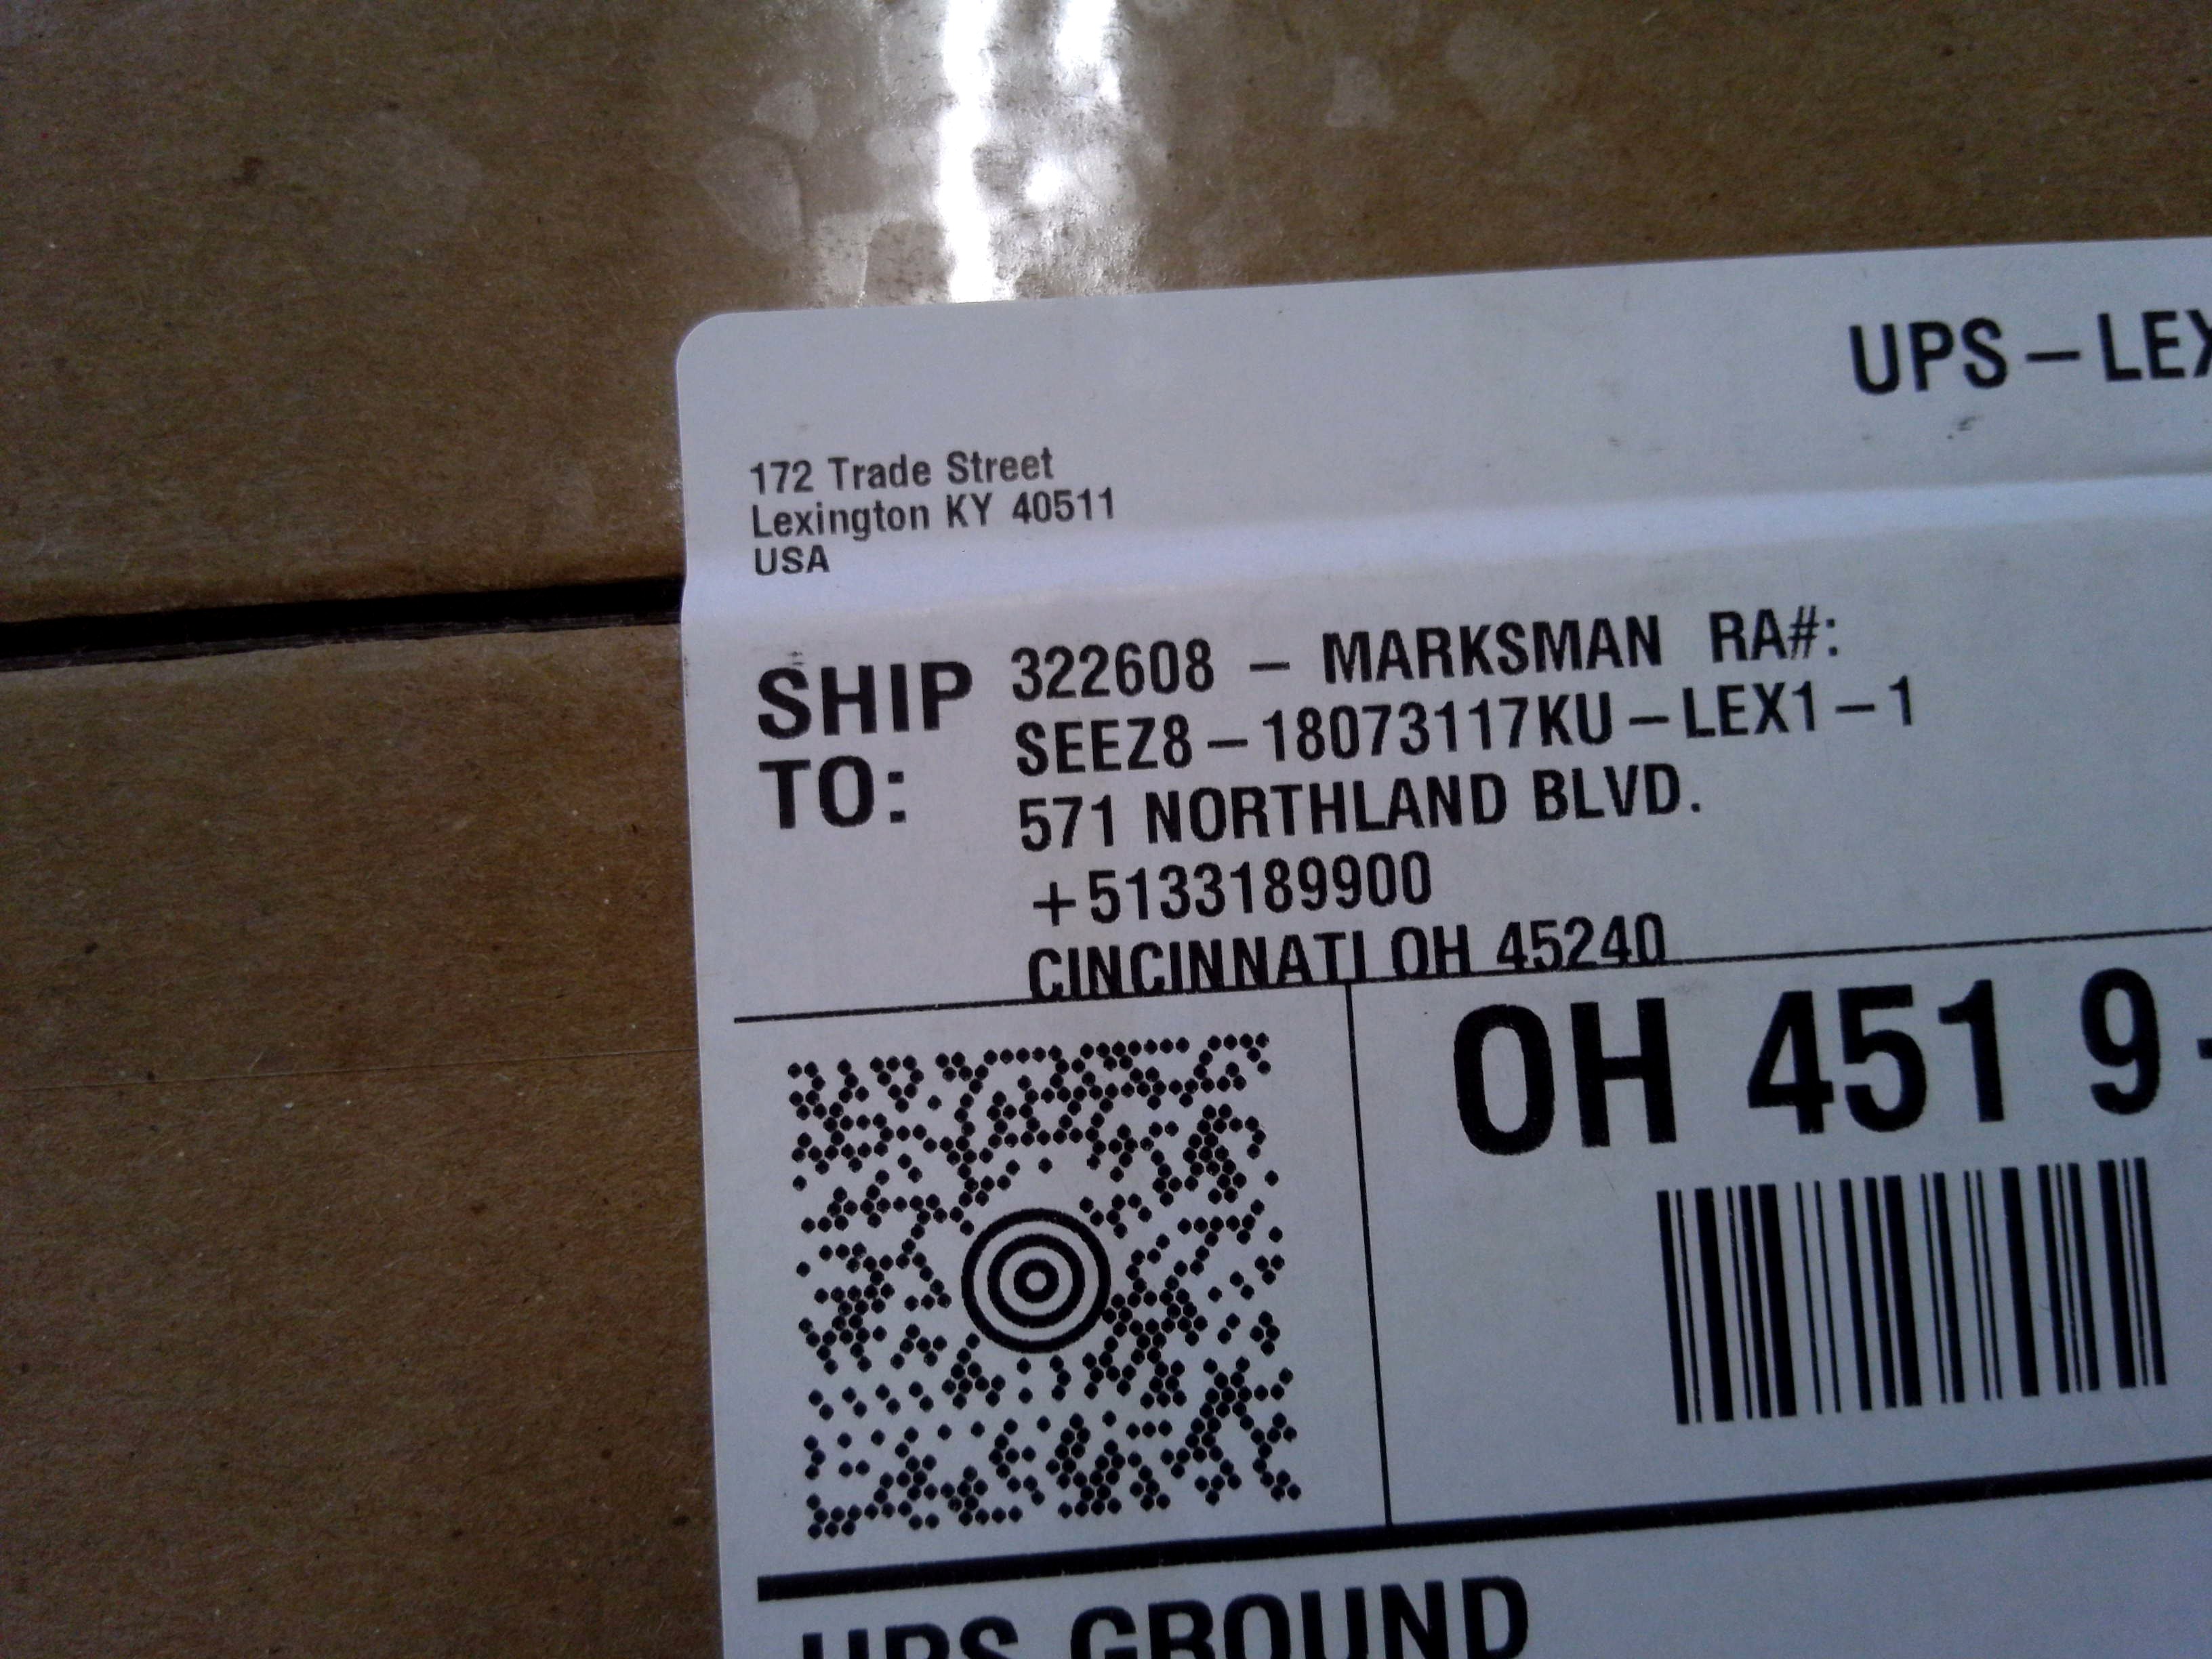 UPS – LEX
172 Trade Street
Lexington KY 40511
USA
SHIP TO:
322608 – MARKSMAN RA#:
SEEZ8 – 18073117KU – LEX1 – 1
571 NORTHLAND BLVD.
+5133189900
CINCINNATI OH 45240
OH 451 9 -
UPS GROUND